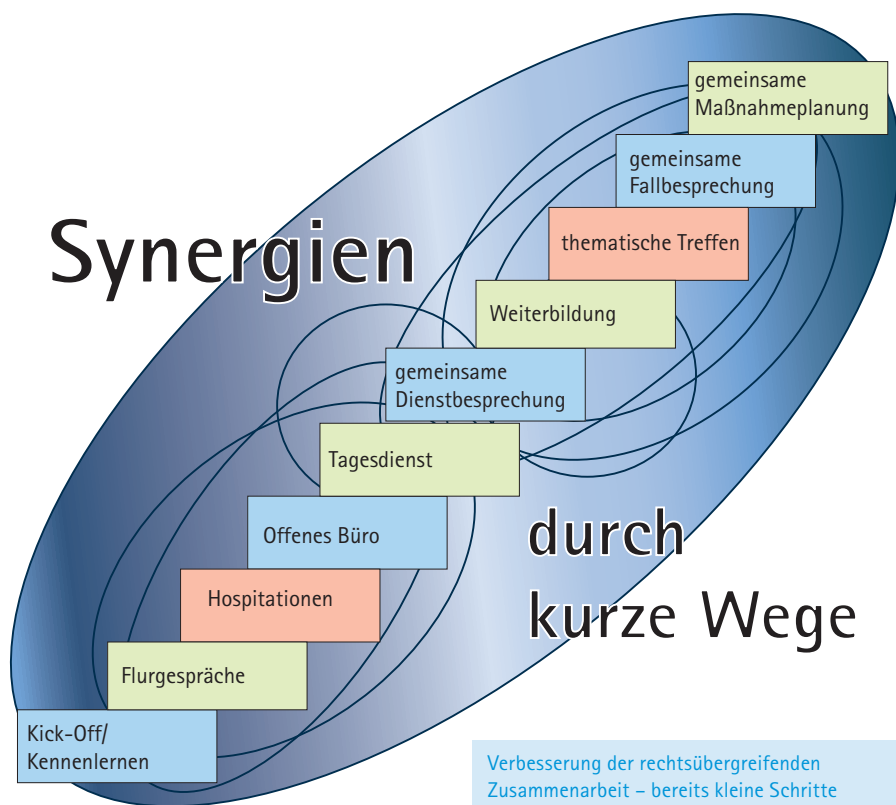 gemeinsame
Maßnahmeplanung
gemeinsame
Fallbesprechung
Synergien
thematische Treffen
Weiterbildung
gemeinsame
Dienstbesprechung
Tagesdienst
Offenes Büro
durch
kurze Wege
Hospitationen
Flurgespräche
Kick-Off/
Kennenlernen
Verbesserung der rechtsübergreifenden
Zusammenarbeit – bereits kleine Schritte